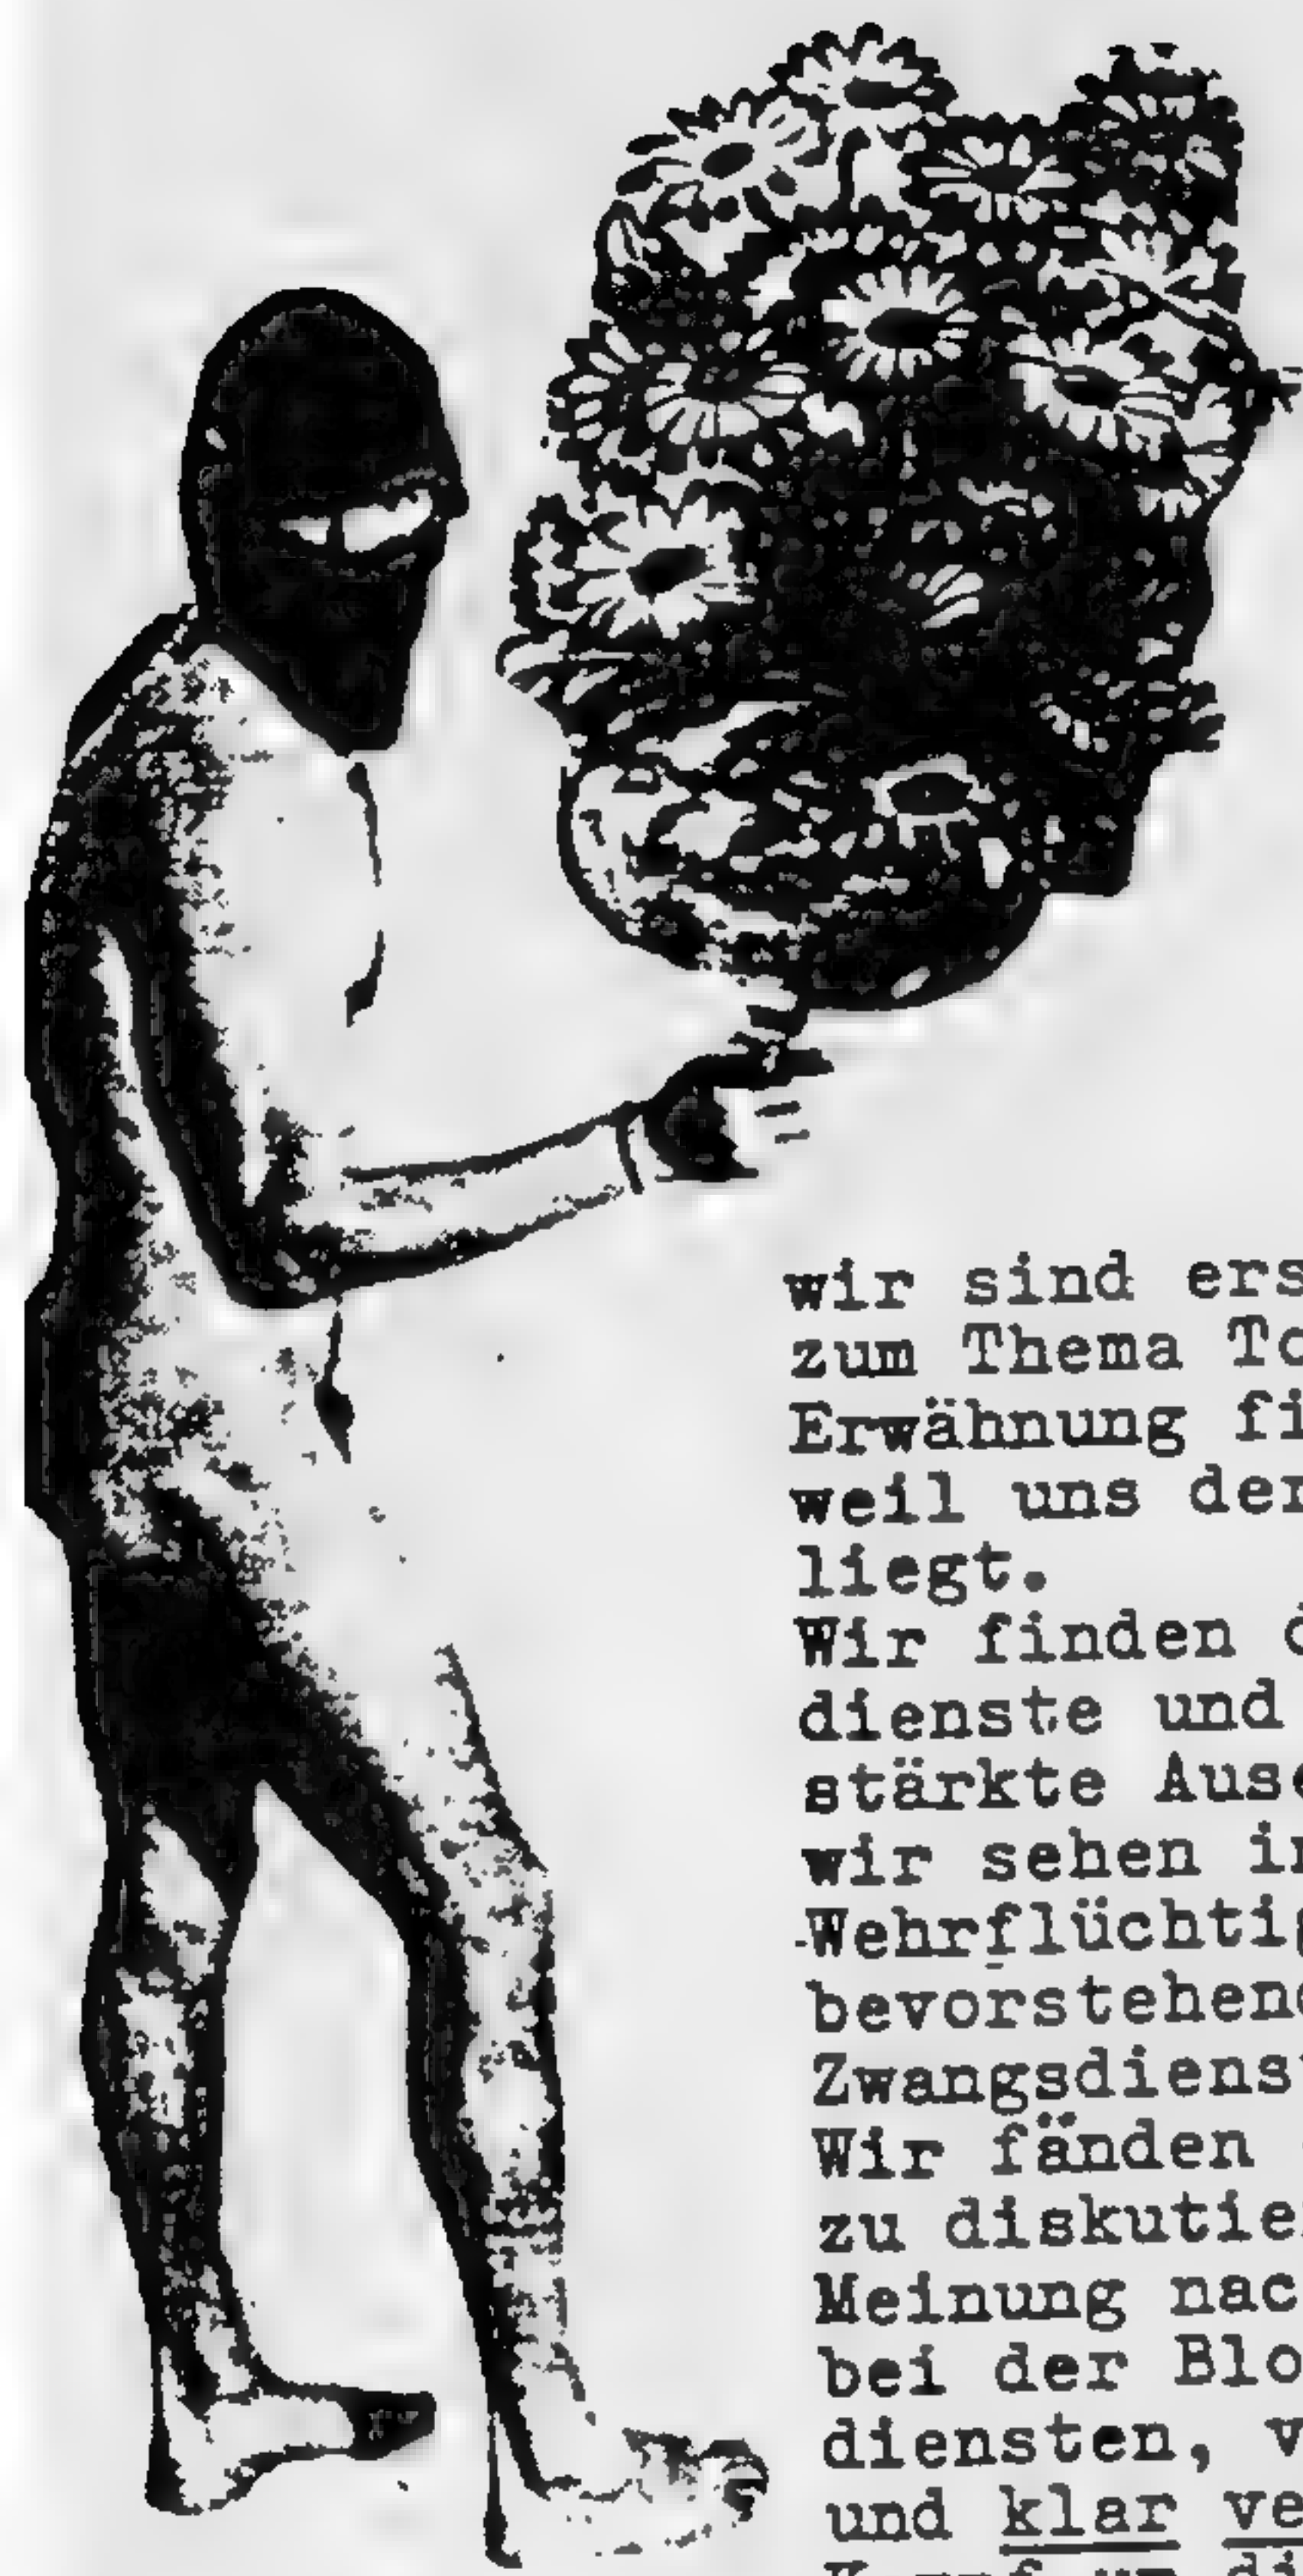 wir sind ers
zum Thema To
Erwähnung fi
weil uns der
liegt.
Wir finden d
dienste und
stärkte Ause
wir sehen in
Wehrflüchtig
bevorstehend
Zwangsdienst
Wir fänden
zu diskutier
Meinung nac
bei der Blo
diensten, v
und klar ve